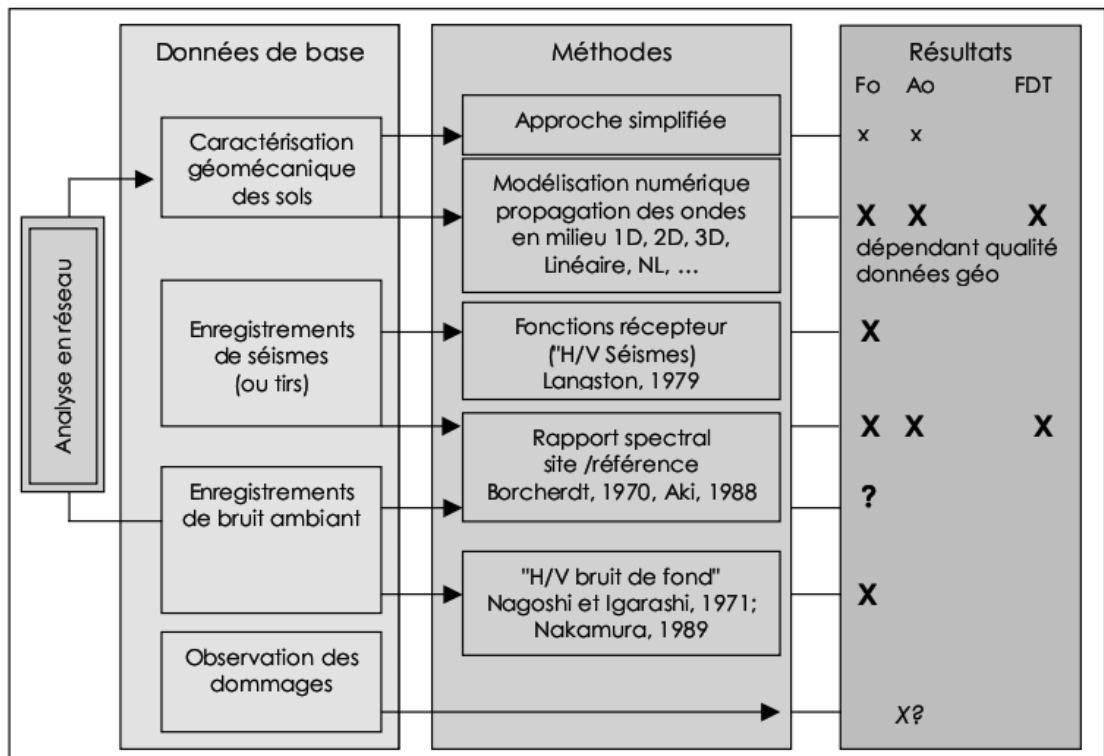 Données de base
Méthodes
Résultats
Fo Ao FDT
Analyse en réseau
Caractérisation
géomécanique
des sols
Approche simplifiée
x x
Modélisation numérique
propagation des ondes
en milieu 1D, 2D, 3D,
Linéaire, NL, ...
X X X
dépendant qualité
données géo
Enregistrements
de séismes
(ou tirs)
Fonctions récepteur
("H/V Séismes)
Langston, 1979
X
Rapport spectral
site /référence
Borcherdt, 1970, Aki, 1988
X X X
?
Enregistrements
de bruit ambiant
"H/V bruit de fond"
Nagoshi et Igarashi, 1971;
Nakamura, 1989
X
Observation des
dommages
X?